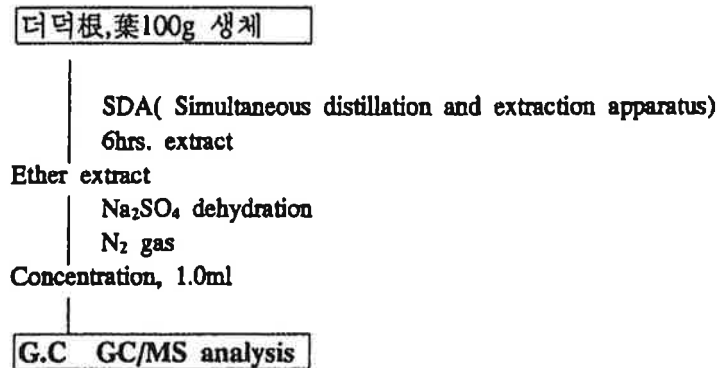 더덕根,葉100g 생체
SDA( Simultaneous distillation and extraction apparatus)
6hrs. extract
Ether extract
Na₂SO₄ dehydration
N₂ gas
Concentration, 1.0ml
G.C GC/MS analysis